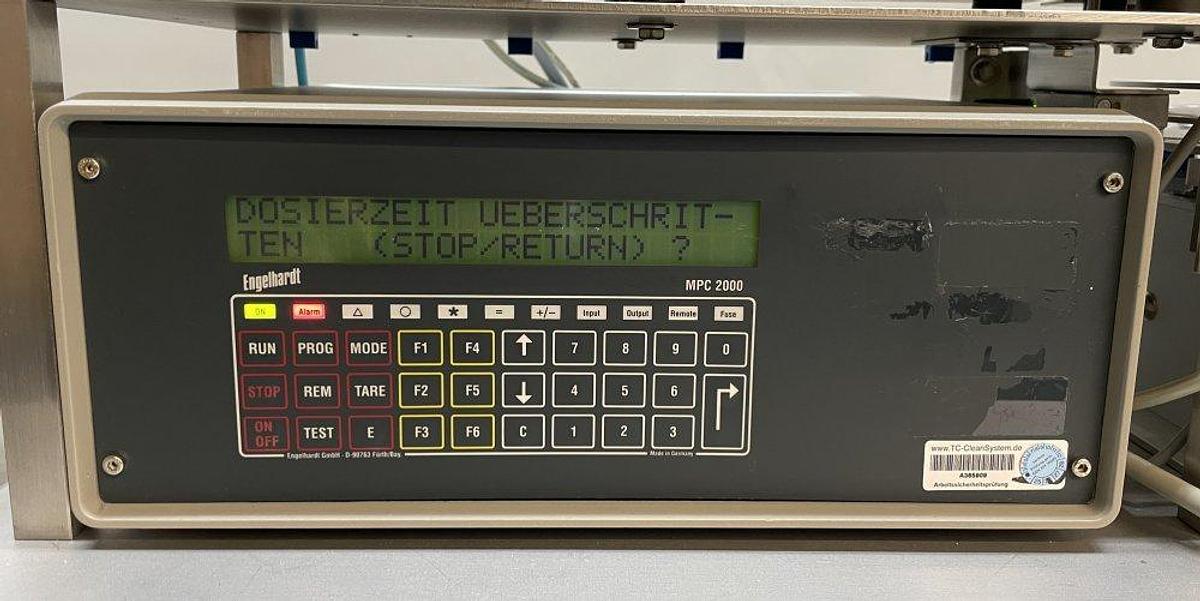 DOSIERZEIT UEBERSCHRIT-
TEN (STOP/RETURN) ?
Engelhardt
MPC 2000
ON Alarm △ ○ * = +/− Input Output Remote Fuse
RUN PROG MODE F1 F4 ↑ 7 8 9 0
STOP REM TARE F2 F5 ↓ 4 5 6
ON OFF TEST E F3 F6 C 1 2 3
Engelhardt GmbH · D-90763 Fürth/Bay.
Made in Germany
www.TC-CleanSystem.de
A365909
Arbeitssicherheitsprüfung